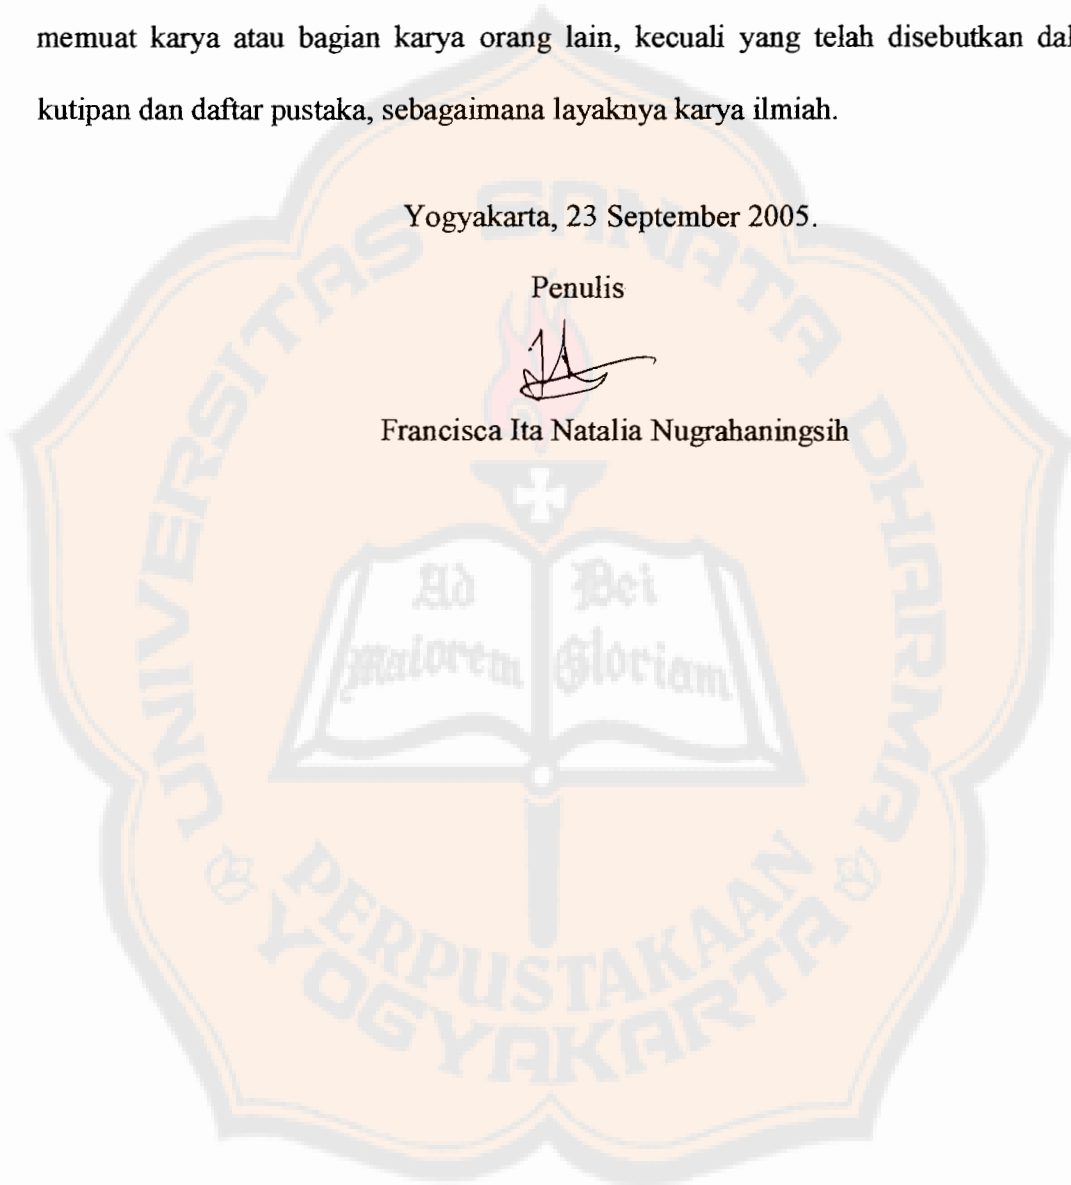 memuat karya atau bagian karya orang lain, kecuali yang telah disebutkan dal
kutipan dan daftar pustaka, sebagaimana layaknya karya ilmiah.
Yogyakarta, 23 September 2005.
Penulis
Francisca Ita Natalia Nugrahaningsih
UNIVERSITAS SANATA DHARMA
Ad Dei
maiorem Gloriam
PERPUSTAKAAN
YOGYAKARTA